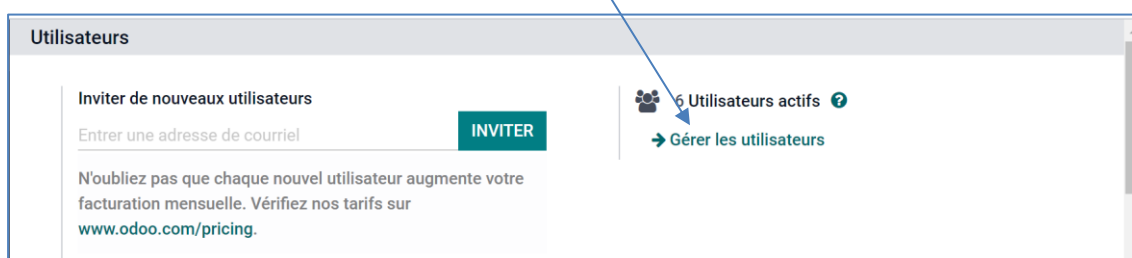 Utilisateurs
Inviter de nouveaux utilisateurs
Entrer une adresse de courriel
INVITER
N'oubliez pas que chaque nouvel utilisateur augmente votre
facturation mensuelle. Vérifiez nos tarifs sur
www.odoo.com/pricing.
6 Utilisateurs actifs ?
→ Gérer les utilisateurs